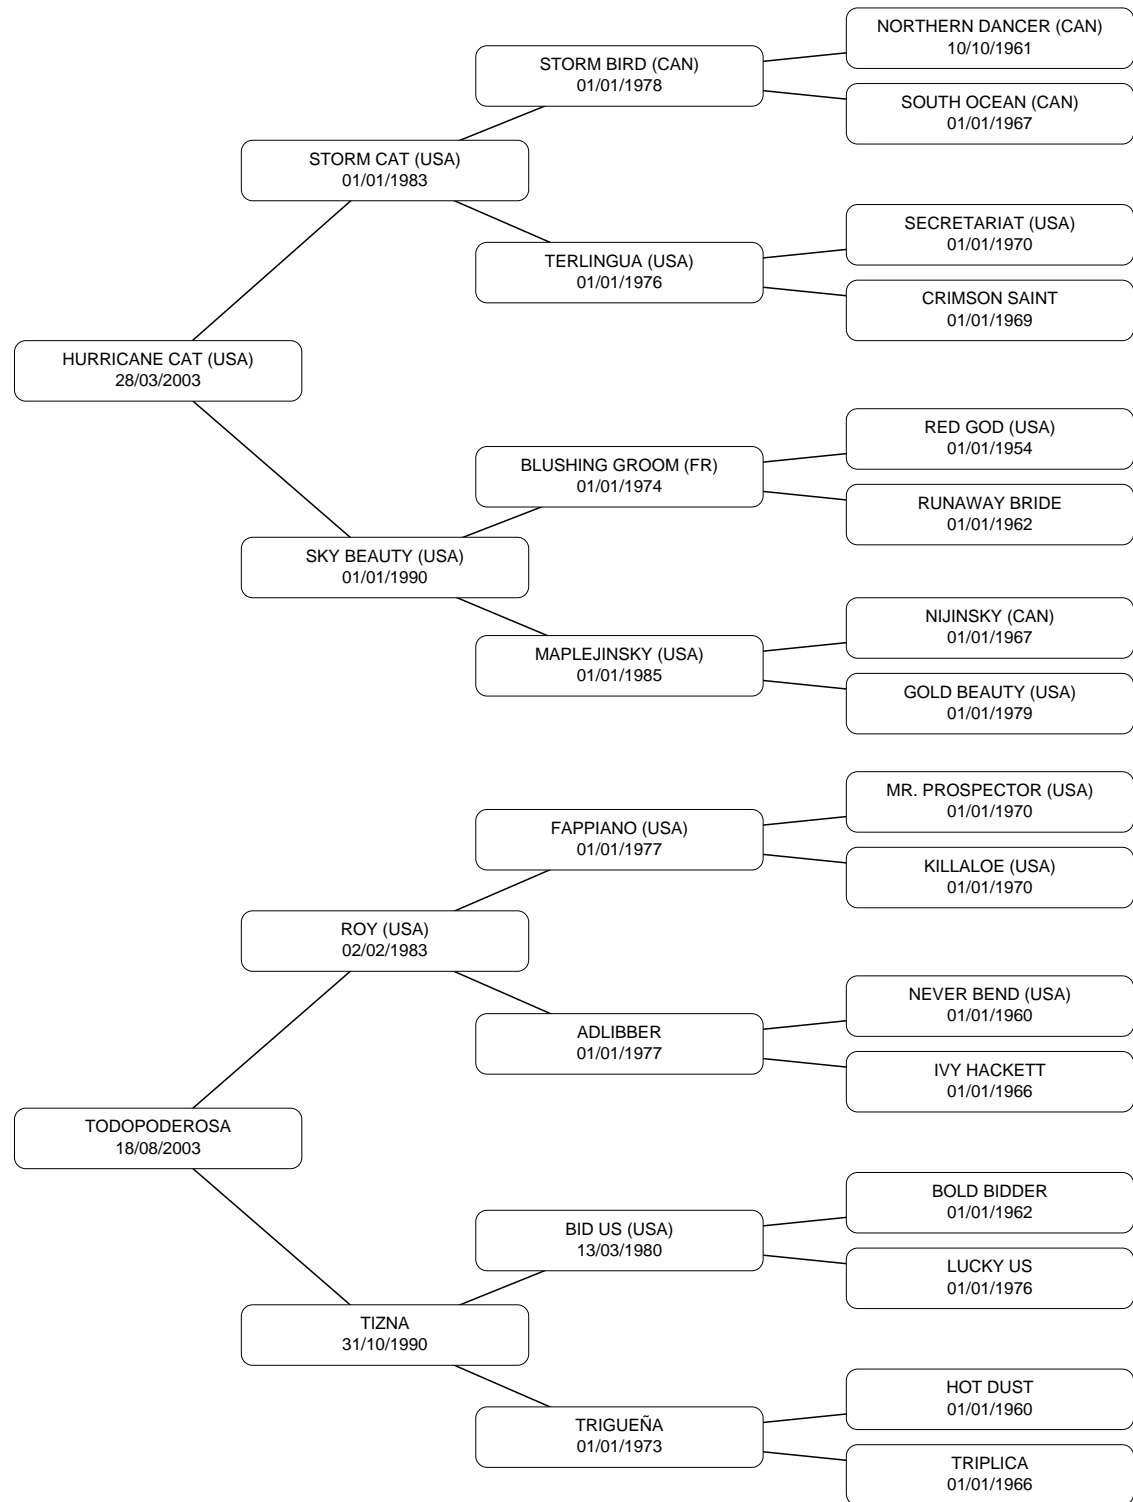 NORTHERN DANCER (CAN)
10/10/1961
STORM BIRD (CAN)
01/01/1978
SOUTH OCEAN (CAN)
01/01/1967
STORM CAT (USA)
01/01/1983
SECRETARIAT (USA)
01/01/1970
TERLINGUA (USA)
01/01/1976
CRIMSON SAINT
01/01/1969
HURRICANE CAT (USA)
28/03/2003
RED GOD (USA)
01/01/1954
BLUSHING GROOM (FR)
01/01/1974
RUNAWAY BRIDE
01/01/1962
SKY BEAUTY (USA)
01/01/1990
NIJINSKY (CAN)
01/01/1967
MAPLEJINSKY (USA)
01/01/1985
GOLD BEAUTY (USA)
01/01/1979
MR. PROSPECTOR (USA)
01/01/1970
FAPPIANO (USA)
01/01/1977
KILLALOE (USA)
01/01/1970
ROY (USA)
02/02/1983
NEVER BEND (USA)
01/01/1960
ADLIBBER
01/01/1977
IVY HACKETT
01/01/1966
TODOPODEROSA
18/08/2003
BOLD BIDDER
01/01/1962
BID US (USA)
13/03/1980
LUCKY US
01/01/1976
TIZNA
31/10/1990
HOT DUST
01/01/1960
TRIGUEÑA
01/01/1973
TRIPLICA
01/01/1966